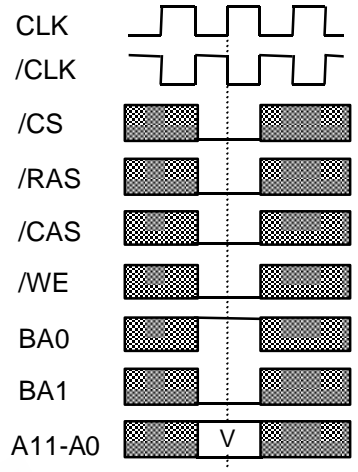 CLK
/CLK
/CS
/RAS
/CAS
/WE
BA0
BA1
A11-A0 V